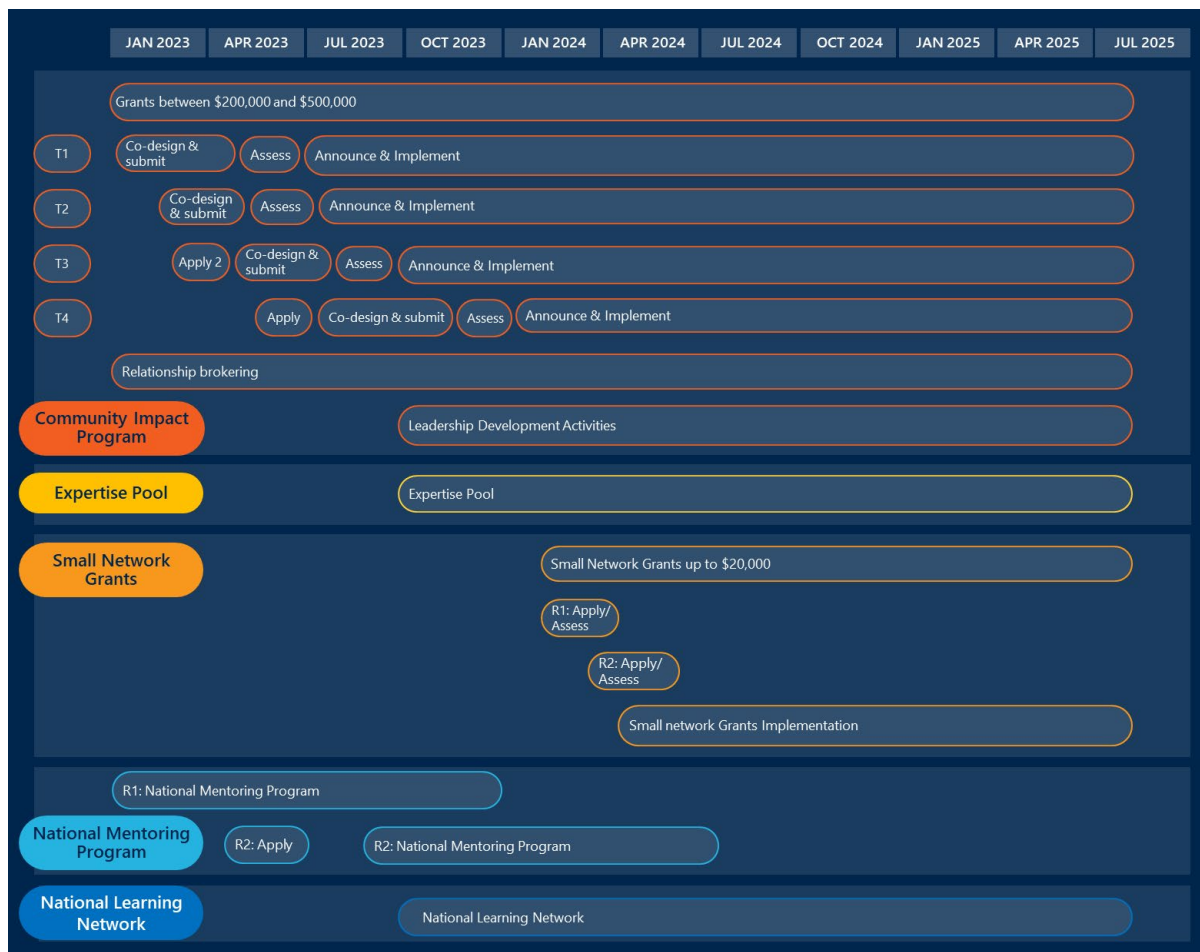 JAN 2023 APR 2023 JUL 2023 OCT 2023 JAN 2024 APR 2024 JUL 2024 OCT 2024 JAN 2025 APR 2025 JUL 2025
Grants between $200,000 and $500,000
T1
Co-design &
submit
Assess
Announce & Implement
T2
Co-design
& submit
Assess
Announce & Implement
T3
Apply 2
Co-design &
submit
Assess
Announce & Implement
T4
Apply
Co-design & submit
Assess
Announce & Implement
Relationship brokering
Community Impact
Program
Leadership Development Activities
Expertise Pool
Expertise Pool
Small Network
Grants
Small Network Grants up to $20,000
R1: Apply/
Assess
R2: Apply/
Assess
Small network Grants Implementation
R1: National Mentoring Program
National Mentoring
Program
R2: Apply
R2: National Mentoring Program
National Learning
Network
National Learning Network